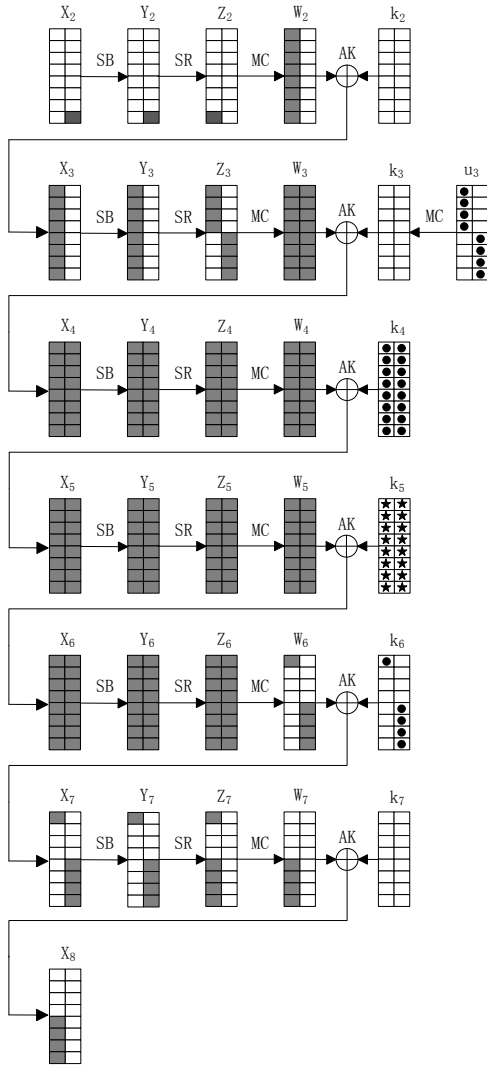 X2 Y2 Z2 W2 k2
SB SR MC AK
X3 Y3 Z3 W3 k3 u3
SB SR MC AK MC
X4 Y4 Z4 W4 k4
SB SR MC AK
X5 Y5 Z5 W5 k5
SB SR MC AK
X6 Y6 Z6 W6 k6
SB SR MC AK
X7 Y7 Z7 W7 k7
SB SR MC AK
X8